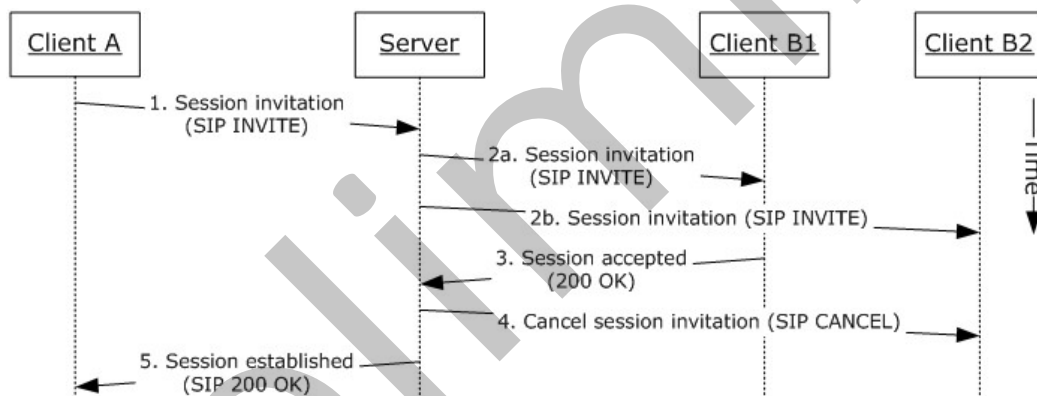 Client A
Server
Client B1
Client B2
1. Session invitation
(SIP INVITE)
2a. Session invitation
(SIP INVITE)
Time
2b. Session invitation (SIP INVITE)
3. Session accepted
(200 OK)
4. Cancel session invitation (SIP CANCEL)
5. Session established
(SIP 200 OK)